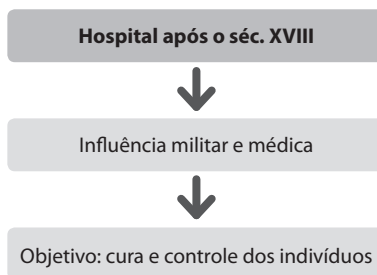 Hospital após o séc. XVIII
Influência militar e médica
Objetivo: cura e controle dos indivíduos